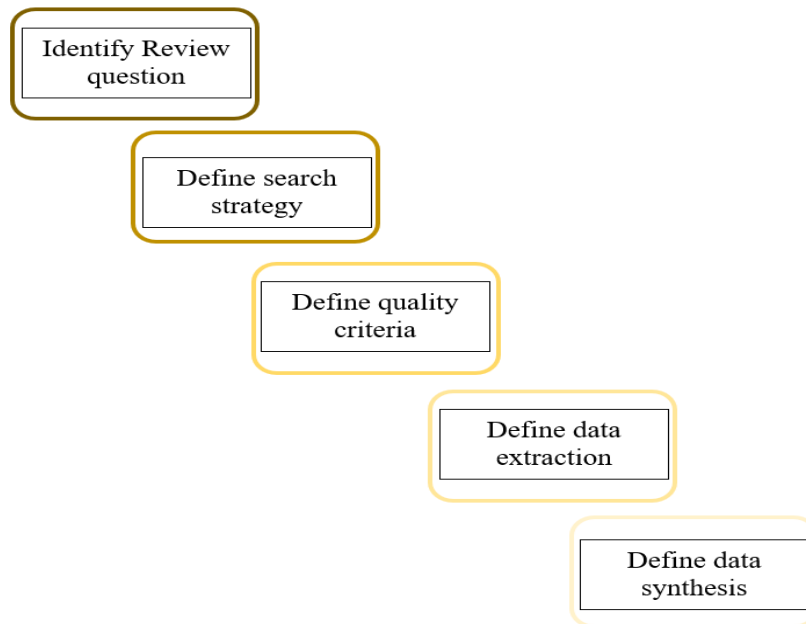 Identify Review
question
Define search
strategy
Define quality
criteria
Define data
extraction
Define data
synthesis